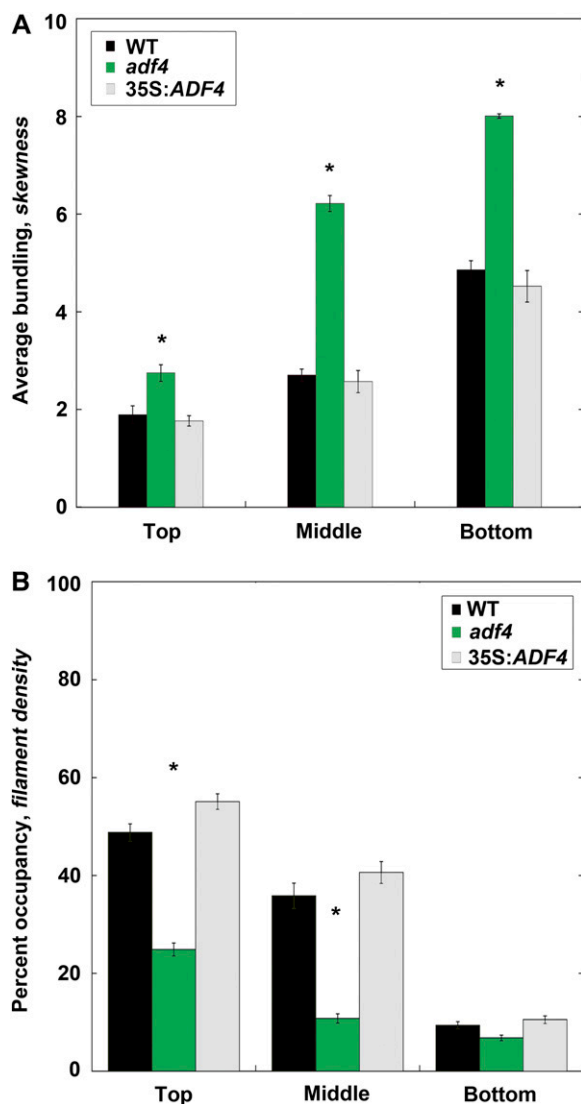 A
10
8
6
4
2
0
Average bundling, skewness
WT
adf4
35S:ADF4
*
*
*
Top Middle Bottom
B
100
80
60
40
20
0
Percent occupancy, filament density
WT
adf4
35S:ADF4
*
*
Top Middle Bottom